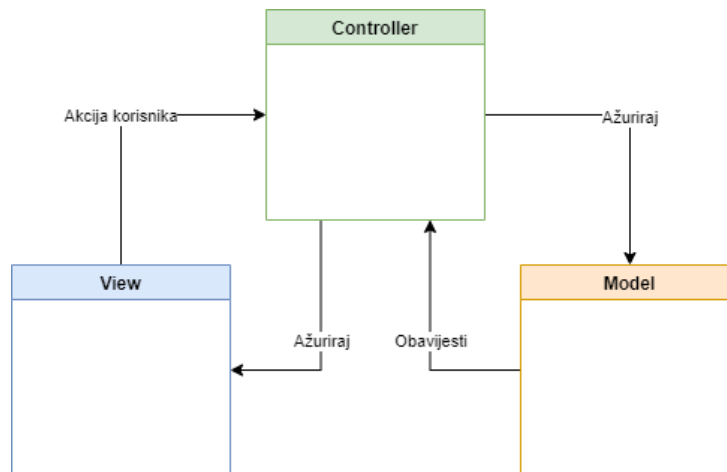 Controller
Akcija korisnika
Ažuriraj
View
Model
Ažuriraj
Obavijesti